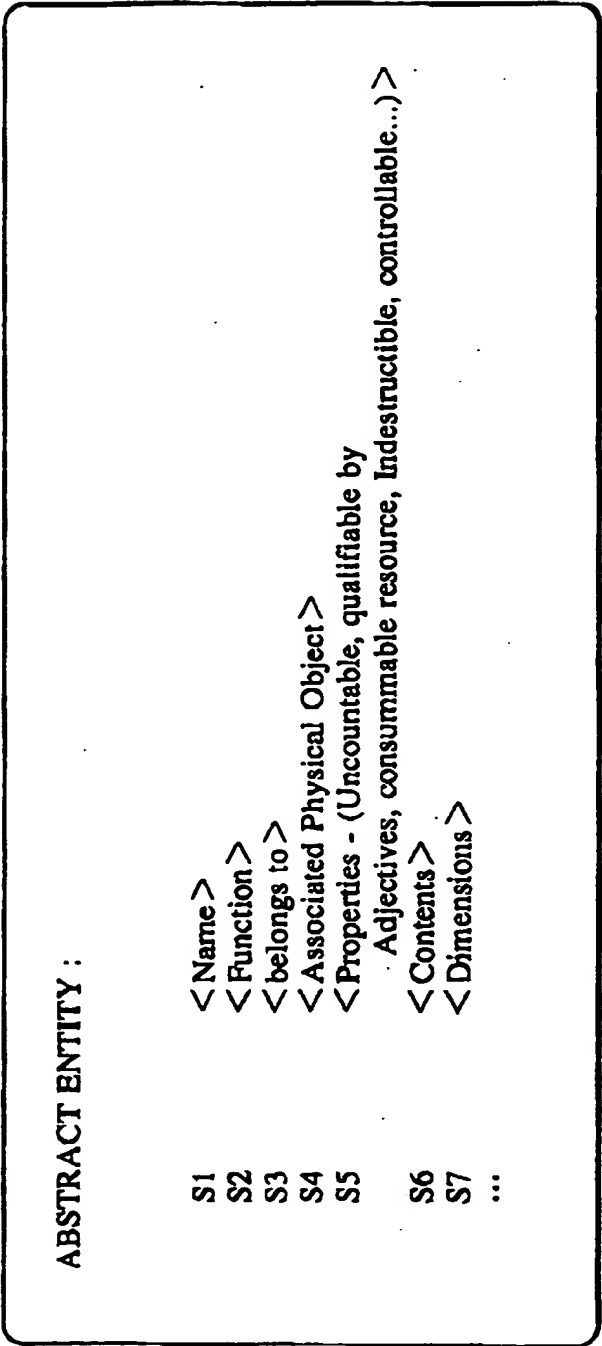 ABSTRACT ENTITY :
S1 <Name>
S2 <Function>
S3 <belongs to>
S4 <Associated Physical Object>
S5 <Properties - (Uncountable, qualifiable by
Adjectives, consummable resource, Indestructible, controllable...)>
S6 <Contents>
S7 <Dimensions>
...